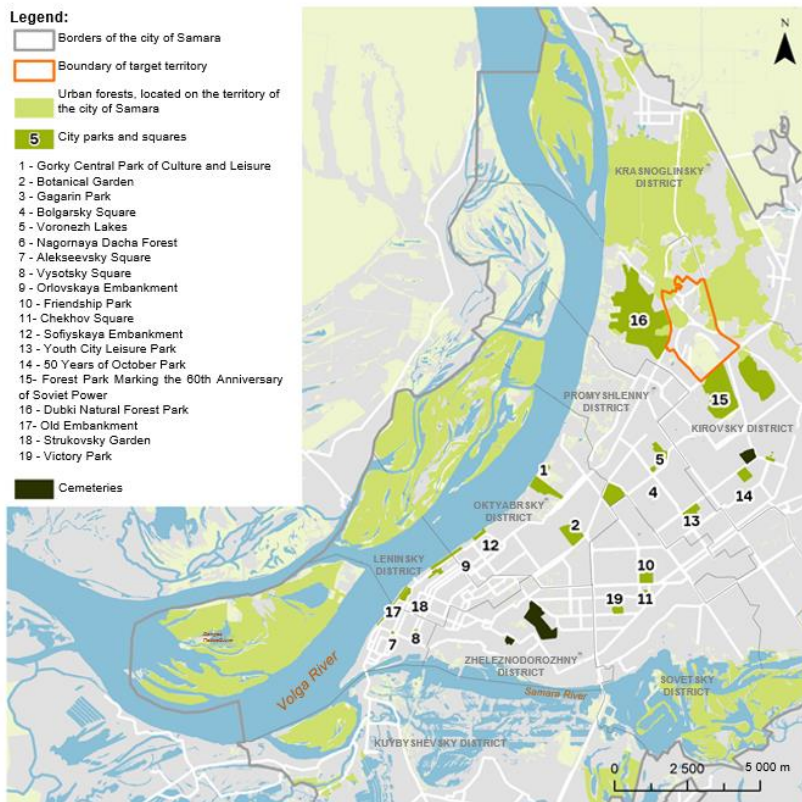 Legend:
Borders of the city of Samara
Boundary of target territory
Urban forests, located on the territory of
the city of Samara
5 City parks and squares
1 - Gorky Central Park of Culture and Leisure
2 - Botanical Garden
3 - Gagarin Park
4 - Bolgarsky Square
5 - Voronezh Lakes
6 - Nagornaya Dacha Forest
7 - Alekseevsky Square
8 - Vysotsky Square
9 - Orlovskaya Embankment
10 - Friendship Park
11- Chekhov Square
12 - Sofiyskaya Embankment
13 - Youth City Leisure Park
14 - 50 Years of October Park
15- Forest Park Marking the 60th Anniversary
of Soviet Power
16 - Dubki Natural Forest Park
17- Old Embankment
18 - Strukovsky Garden
19 - Victory Park
Cemeteries
N
KRASNOGLINSKY
DISTRICT
16
PROMYSHLENNY
DISTRICT
15
KIROVSKY DISTRICT
5
1
4
14
OKTYABRSKY
DISTRICT
13
2
12
LENINSKY
DISTRICT
9
10
17
18
19
11
7
8
ZHELEZNODOROZHNY
DISTRICT
SOVETSKY
DISTRICT
Volga River
Samara River
KUYBYSHEVSKY DISTRICT
0 2 500 5 000 m